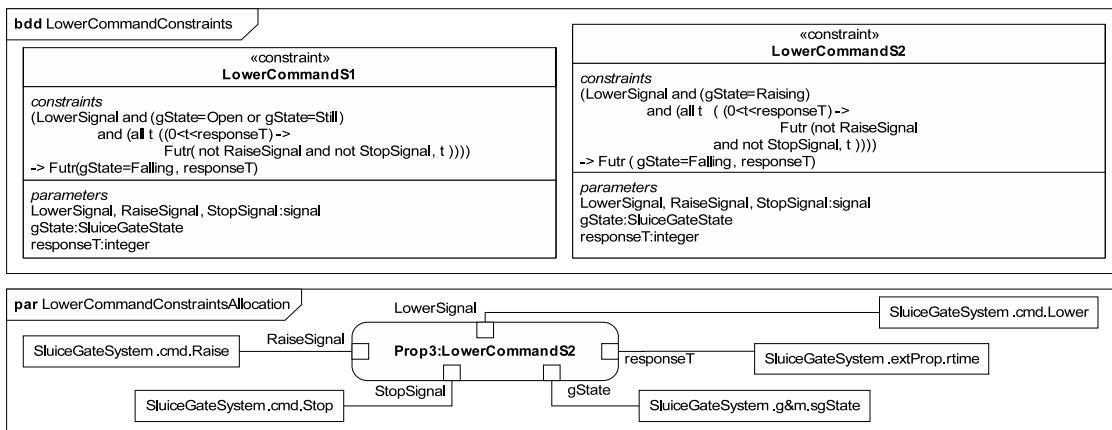 bdd LowerCommandConstraints
«constraint»
LowerCommandS1
constraints
(LowerSignal and (gState=Open or gState=Still)
and (all t ((0<t<responseT) ->
Futr( not RaiseSignal and not StopSignal, t ))))
-> Futr(gState=Falling, responseT)
parameters
LowerSignal, RaiseSignal, StopSignal:signal
gState:SluiceGateState
responseT:integer
«constraint»
LowerCommandS2
constraints
(LowerSignal and (gState=Raising)
and (all t ( (0<t<responseT) ->
Futr (not RaiseSignal
and not StopSignal, t ))))
-> Futr ( gState=Falling, responseT)
parameters
LowerSignal, RaiseSignal, StopSignal:signal
gState:SluiceGateState
responseT:integer
par LowerCommandConstraintsAllocation
LowerSignal
SluiceGateSystem .cmd.Lower
RaiseSignal
SluiceGateSystem .cmd.Raise
Prop3:LowerCommandS2
responseT
SluiceGateSystem .extProp.rtime
StopSignal
gState
SluiceGateSystem .cmd.Stop
SluiceGateSystem .g&m.sgState